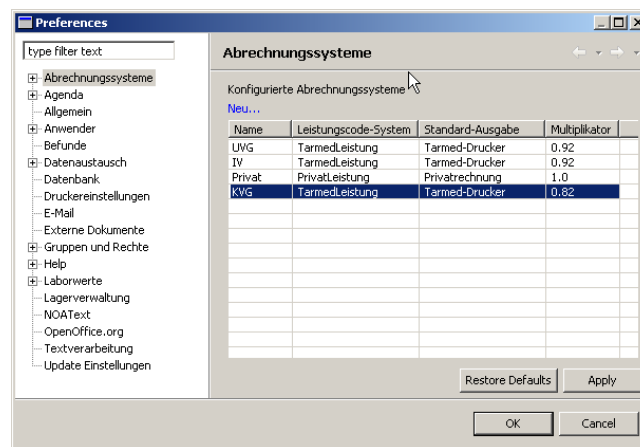 Preferences
type filter text
Abrechnungssysteme
Agenda
Allgemein
Anwender
Befunde
Datenaustausch
Datenbank
Druckereinstellungen
E-Mail
Externe Dokumente
Gruppen und Rechte
Help
Laborwerte
Lagerverwaltung
NOAText
OpenOffice.org
Textverarbeitung
Update Einstellungen
Abrechnungssysteme
Konfigurierte Abrechnungssysteme
Neu...
Name Leistungscode-System Standard-Ausgabe Multiplikator
UVG TarmedLeistung Tarmed-Drucker 0.92
IV TarmedLeistung Tarmed-Drucker 0.92
Privat PrivatLeistung Privatrechnung 1.0
KVG TarmedLeistung Tarmed-Drucker 0.82
Restore Defaults Apply
OK Cancel